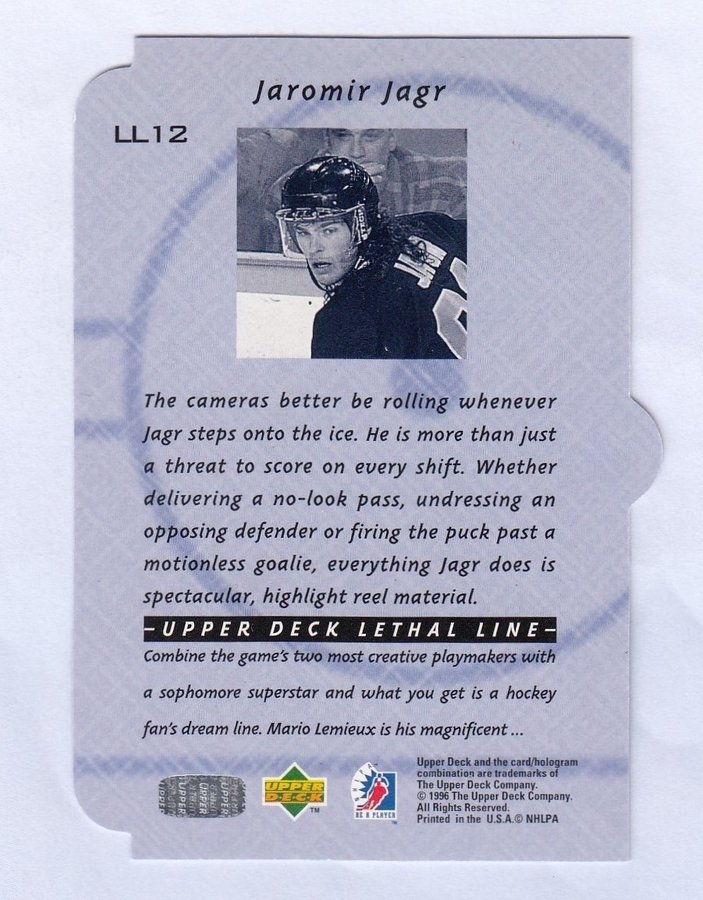 Jaromir Jagr
LL12
The cameras better be rolling whenever
Jagr steps onto the ice. He is more than just
a threat to score on every shift. Whether
delivering a no-look pass, undressing an
opposing defender or firing the puck past a
motionless goalie, everything Jagr does is
spectacular, highlight reel material.
–UPPER DECK LETHAL LINE–
Combine the game's two most creative playmakers with
a sophomore superstar and what you get is a hockey
fan's dream line. Mario Lemieux is his magnificent ...
UPPER
UPPER
UPPER
UPPER
DECK
TM
BE A PLAYER
TM
Upper Deck and the card/hologram
combination are trademarks of
The Upper Deck Company.
© 1996 The Upper Deck Company.
All Rights Reserved.
Printed in the U.S.A.© NHLPA